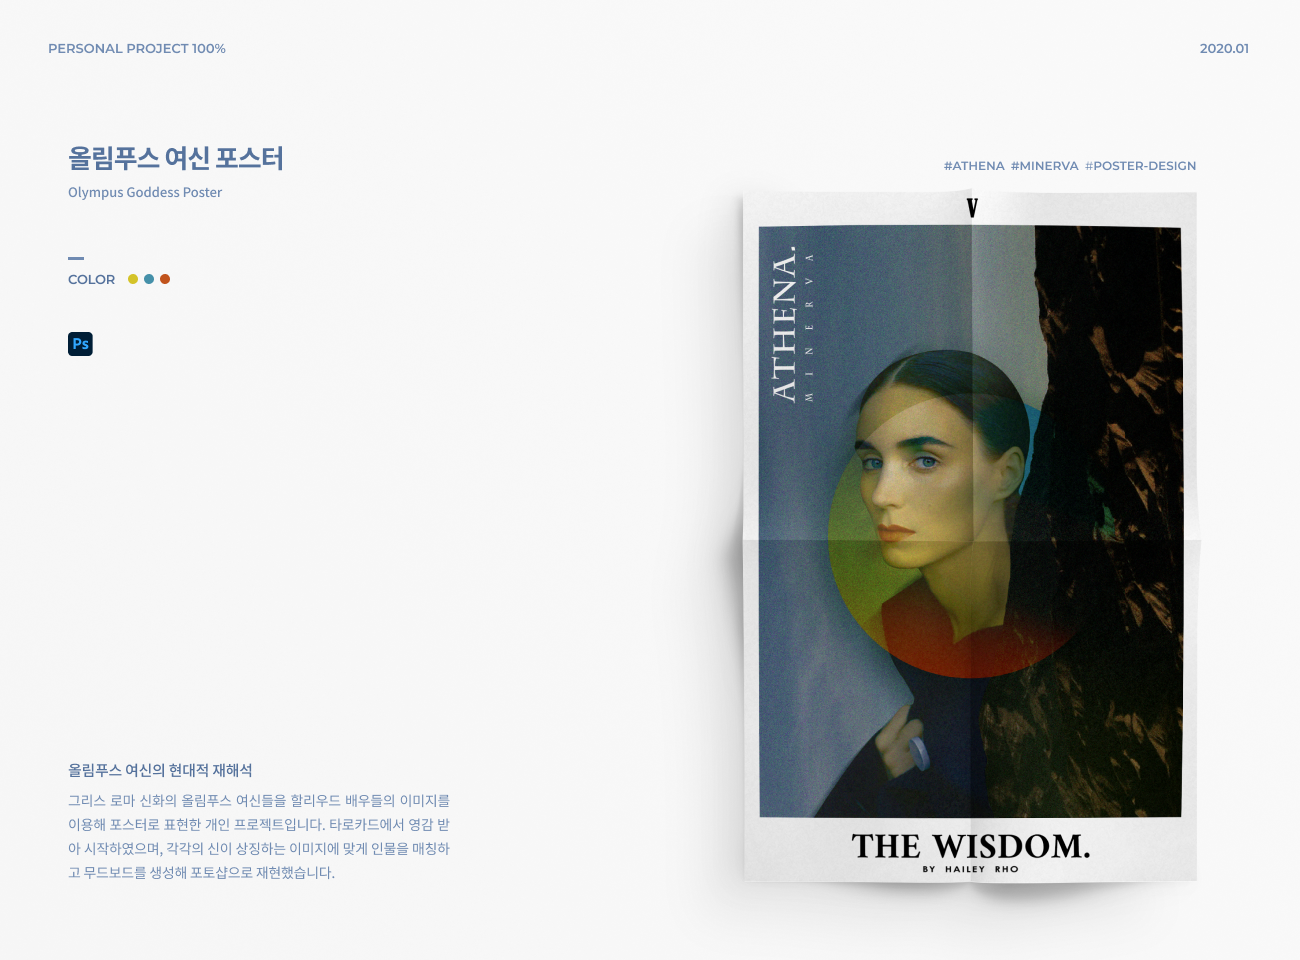 PERSONAL PROJECT 100%
2020.01
올림푸스 여신 포스터
Olympus Goddess Poster
COLOR
Ps
올림푸스 여신의 현대적 재해석
그리스 로마 신화의 올림푸스 여신들을 할리우드 배우들의 이미지를
이용해 포스터로 표현한 개인 프로젝트입니다. 타로카드에서 영감 받
아 시작하였으며, 각각의 신이 상징하는 이미지에 맞게 인물을 매칭하
고 무드보드를 생성해 포토샵으로 재현했습니다.
#ATHENA #MINERVA #POSTER-DESIGN
V
ATHENA.
MINERVA
THE WISDOM.
BY HAILEY RHO